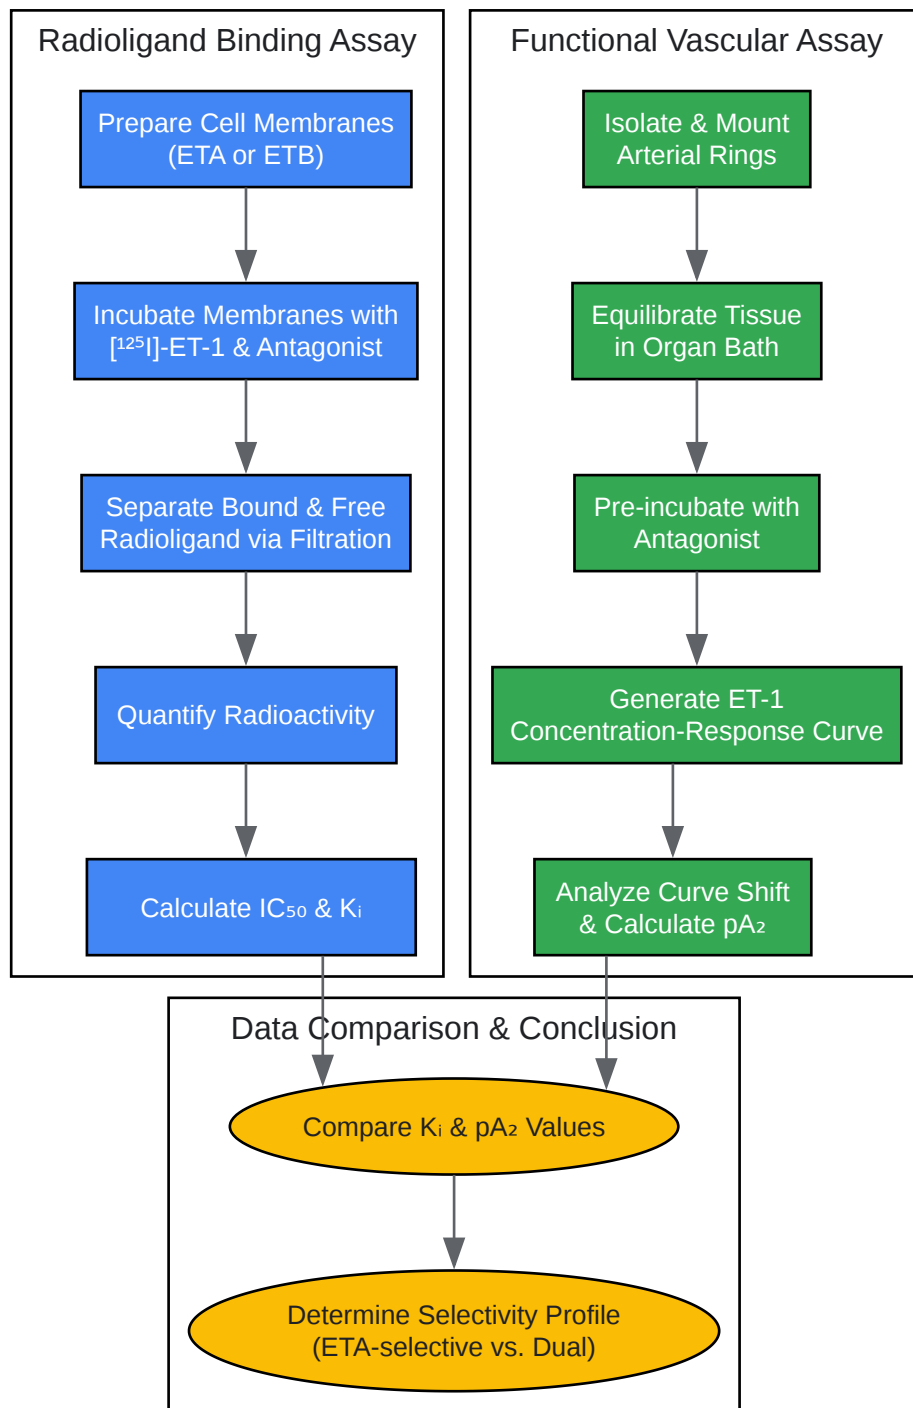 Radioligand Binding Assay
Prepare Cell Membranes
(ETA or ETB)
Incubate Membranes with
[¹²⁵I]-ET-1 & Antagonist
Separate Bound & Free
Radioligand via Filtration
Quantify Radioactivity
Calculate IC₅₀ & Kᵢ
Functional Vascular Assay
Isolate & Mount
Arterial Rings
Equilibrate Tissue
in Organ Bath
Pre-incubate with
Antagonist
Generate ET-1
Concentration-Response Curve
Analyze Curve Shift
& Calculate pA₂
Data Comparison & Conclusion
Compare Kᵢ & pA₂ Values
Determine Selectivity Profile
(ETA-selective vs. Dual)